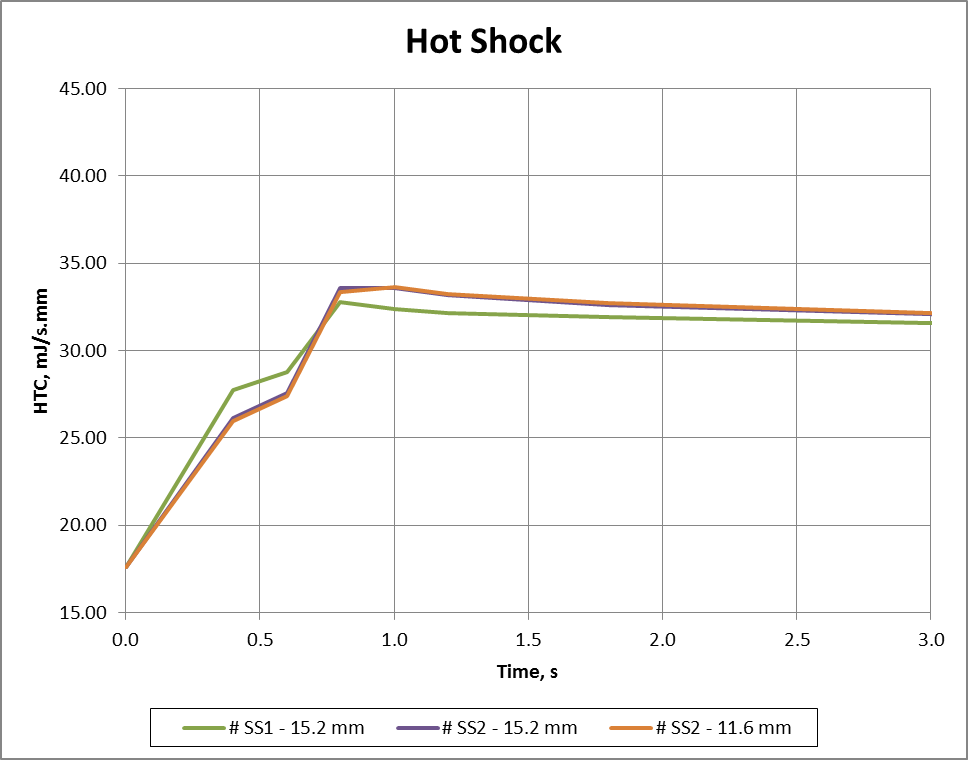 Hot Shock
45.00
40.00
35.00
30.00
25.00
20.00
15.00
HTC, mJ/s.mm
0.0 0.5 1.0 1.5 2.0 2.5 3.0
Time, s
# SS1 - 15.2 mm # SS2 - 15.2 mm # SS2 - 11.6 mm